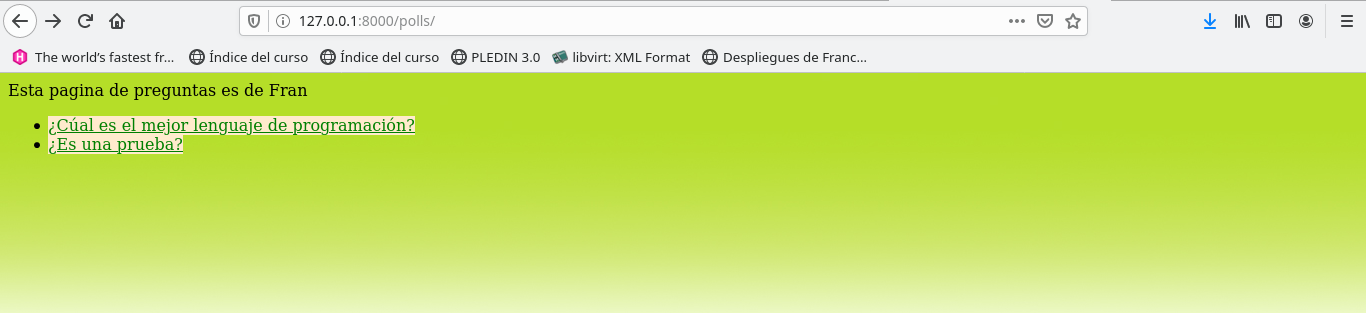 127.0.0.1:8000/polls/
The world's fastest fr... Índice del curso Índice del curso PLEDIN 3.0 libvirt: XML Format Despliegues de Franc...
Esta pagina de preguntas es de Fran
¿Cúal es el mejor lenguaje de programación?
¿Es una prueba?